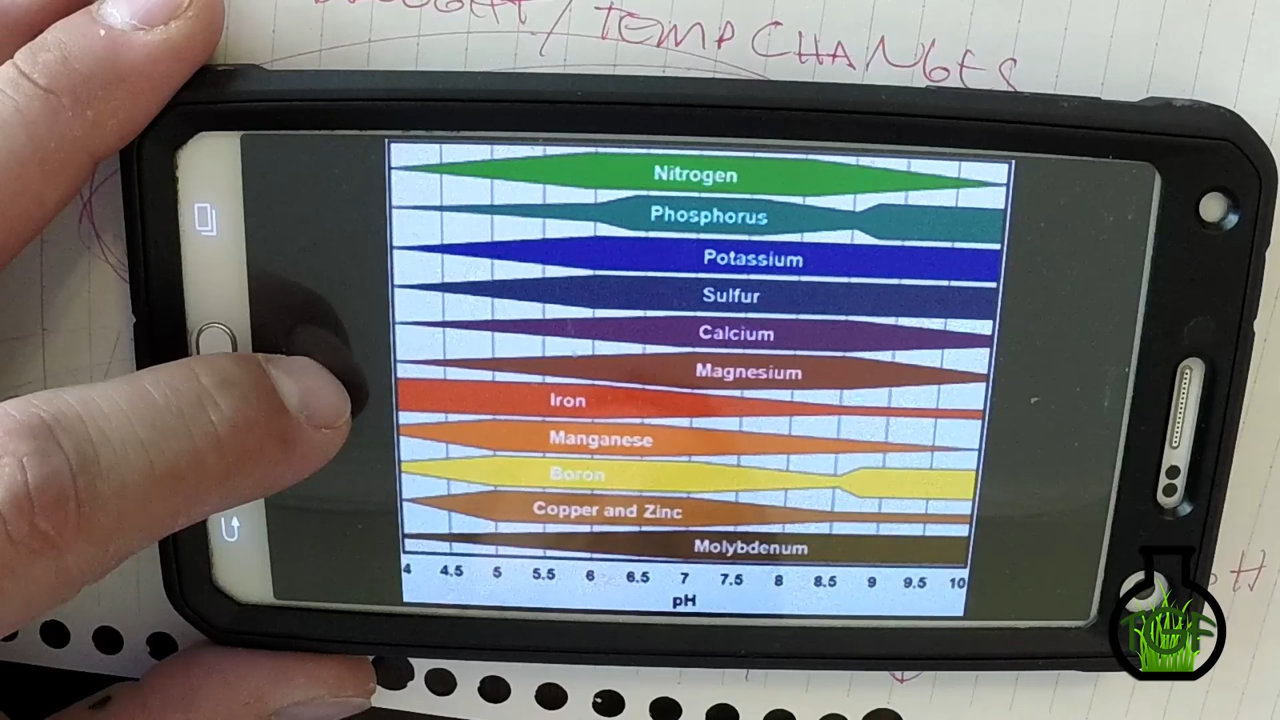 / TEMP CHANGES
Nitrogen
Phosphorus
Potassium
Sulfur
Calcium
Magnesium
Iron
Manganese
Boron
Copper and Zinc
Molybdenum
4 4.5 5 5.5 6 6.5 7 7.5 8 8.5 9 9.5 10
pH